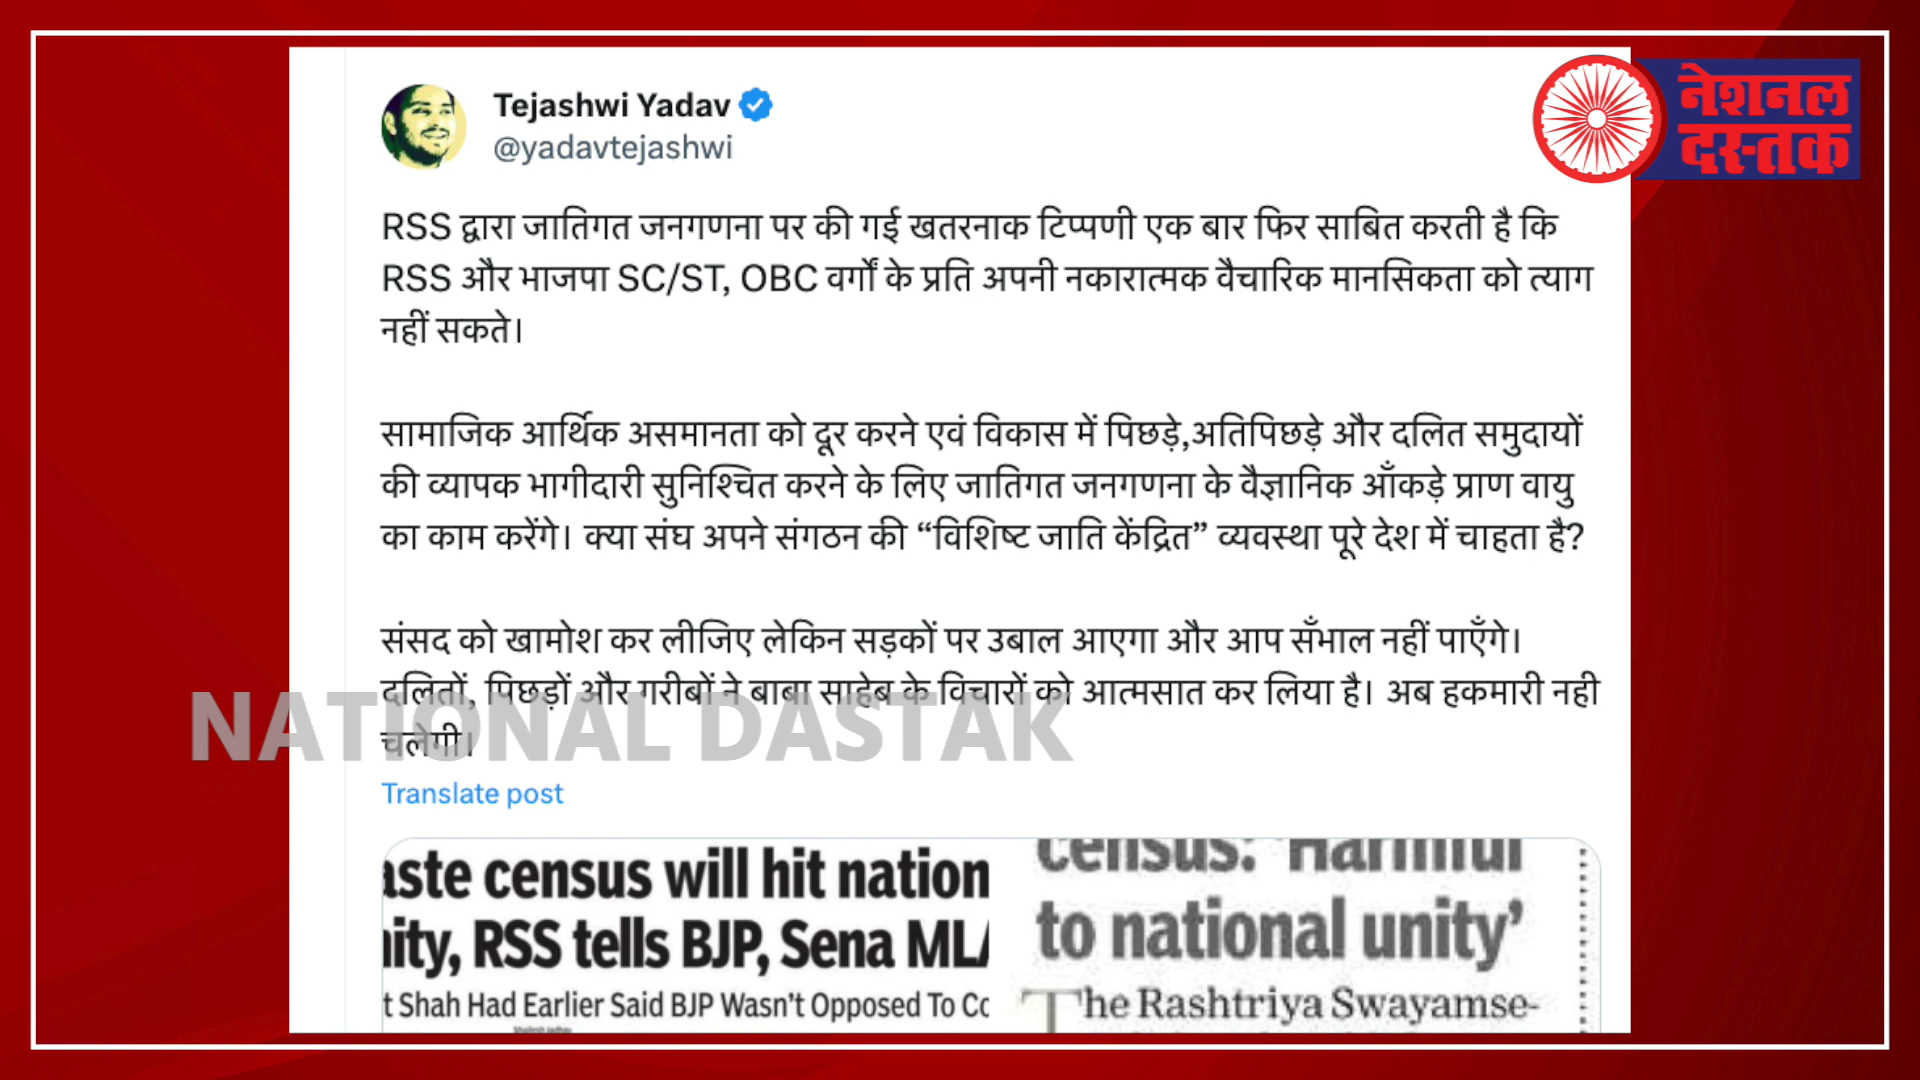 Tejashwi Yadav
@yadavtejashwi
नेशनल
दस्तक
RSS द्वारा जातिगत जनगणना पर की गई खतरनाक टिप्पणी एक बार फिर साबित करती है कि
RSS और भाजपा SC/ST, OBC वर्गों के प्रति अपनी नकारात्मक वैचारिक मानसिकता को त्याग
नहीं सकते।
सामाजिक आर्थिक असमानता को दूर करने एवं विकास में पिछड़े,अतिपिछड़े और दलित समुदायों
की व्यापक भागीदारी सुनिश्चित करने के लिए जातिगत जनगणना के वैज्ञानिक आँकड़े प्राण वायु
का काम करेंगे। क्या संघ अपने संगठन की “विशिष्ट जाति केंद्रित” व्यवस्था पूरे देश में चाहता है?
संसद को खामोश कर लीजिए लेकिन सड़कों पर उबाल आएगा और आप सँभाल नहीं पाएँगे।
दलितों, पिछड़ों और गरीबों ने बाबा साहेब के विचारों को आत्मसात कर लिया है। अब हकमारी नही
चलेगी।
NATIONAL DASTAK
Translate post
aste census will hit nation
ity, RSS tells BJP, Sena MLA
t Shah Had Earlier Said BJP Wasn't Opposed To Cc
census: 'Harmful
to national unity’
The Rashtriya Swayamse-